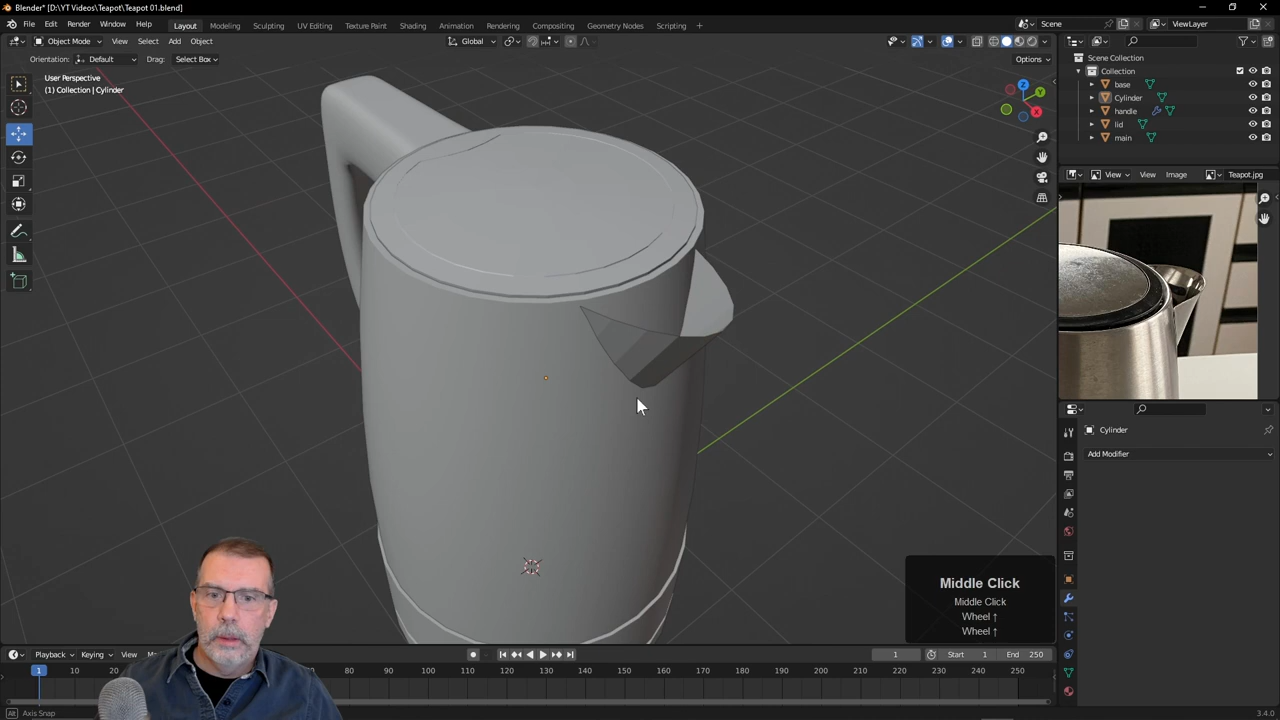 Blender* [D:\YT Videos\Teapot\Teapot 01.blend]
File Edit Render Window Help
Layout Modeling Sculpting UV Editing Texture Paint Shading Animation Rendering Compositing Geometry Nodes Scripting +
Scene
ViewLayer
Object Mode View Select Add Object
Global
Orientation: Default Drag: Select Box
Options
User Perspective
(1) Collection | Cylinder
Z
Y
X
Scene Collection
Collection
base
Cylinder
handle
lid
main
View View Image Teapot.jpg
Cylinder
Add Modifier
Middle Click
Middle Click
Wheel ↑
Wheel ↑
Playback Keying View
1 Start 1 End 250
1 10 20 80 90 100 110 120 130 140 150 160 170 180 190 200 210 220 230 240 250
Axis Snap
3.4.0